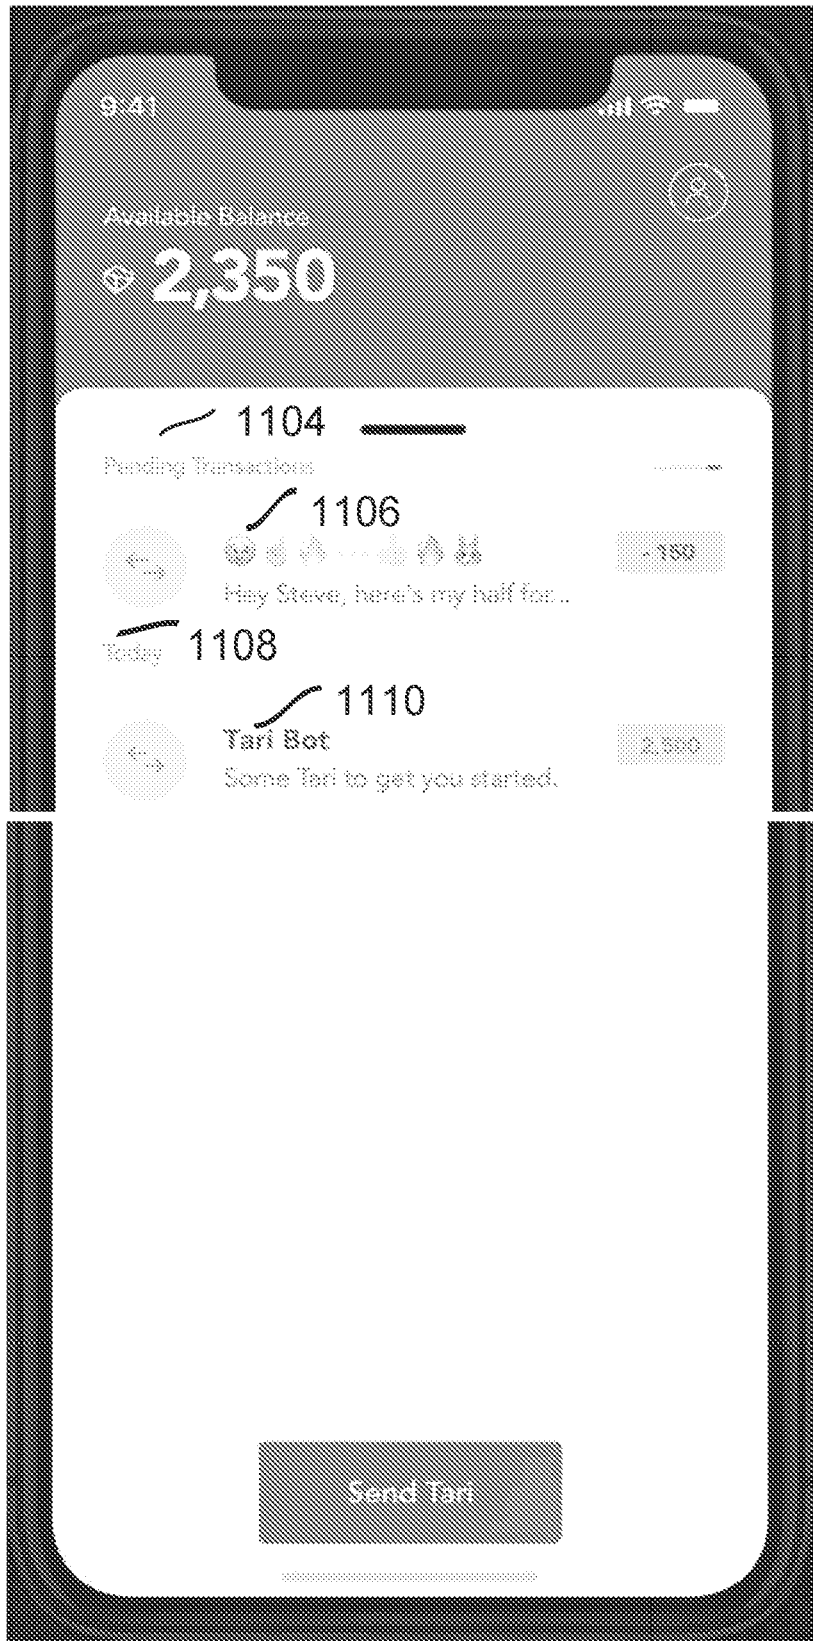 9:41
Available Balance
2,350
1104
Pending Transactions
1106
- 150
Hey Steve, here's my half for...
1108
Today
1110
Tari Bot
2,500
Some Tari to get you started.
Send Tari